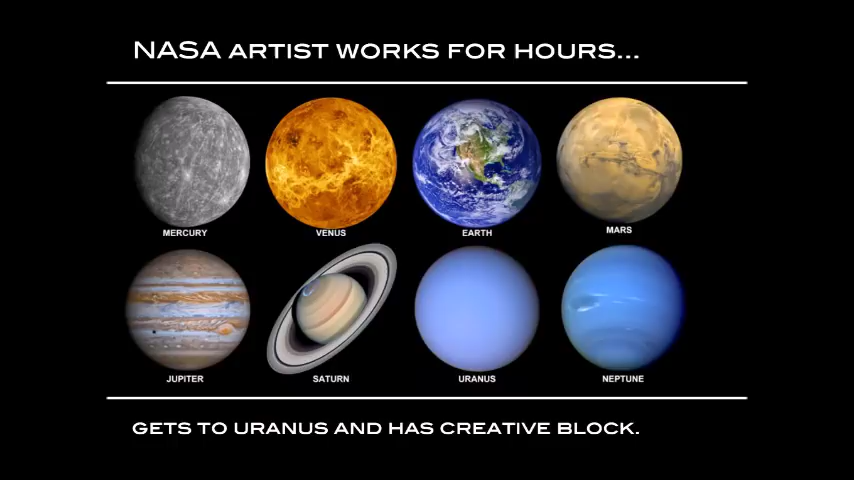 NASA ARTIST WORKS FOR HOURS...
MERCURY
VENUS
EARTH
MARS
JUPITER
SATURN
URANUS
NEPTUNE
GETS TO URANUS AND HAS CREATIVE BLOCK.